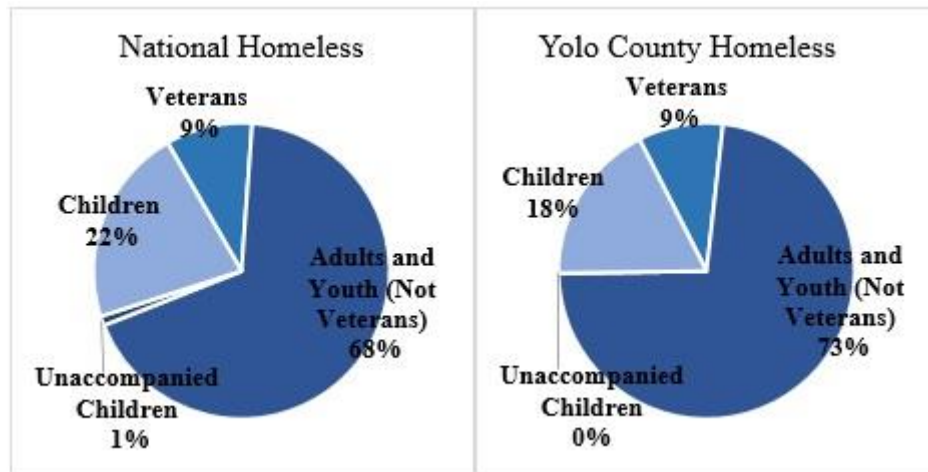 National Homeless
Veterans
9%
Children
22%
Adults and
Youth (Not
Veterans)
68%
Unaccompanied
Children
1%
Yolo County Homeless
Veterans
9%
Children
18%
Adults and
Youth (Not
Veterans)
73%
Unaccompanied
Children
0%